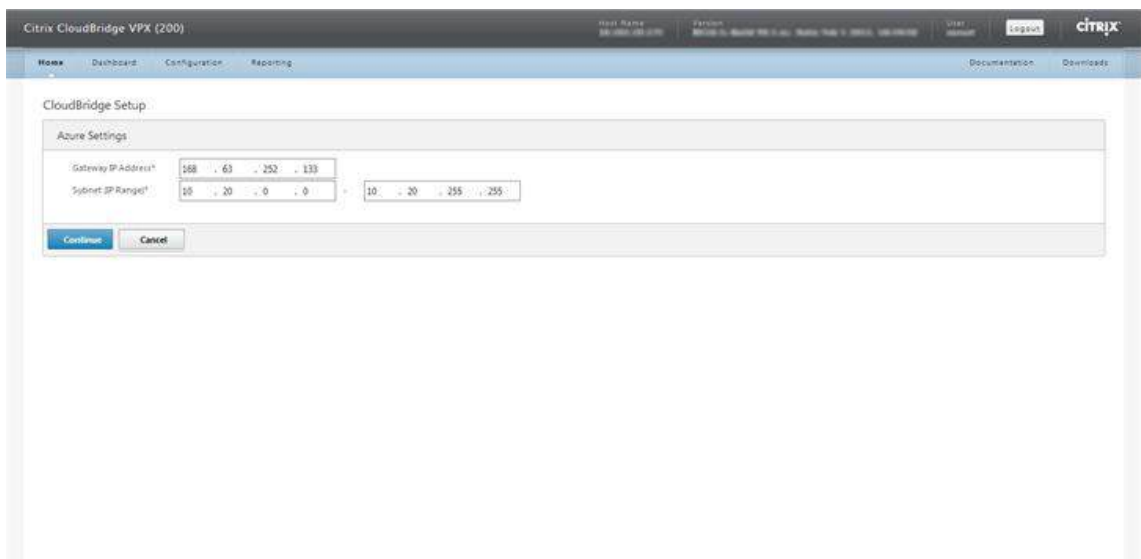 Citrix CloudBridge VPX (200)
Host Name
Version
User
Logout
CİTRIX
Home Dashboard Configuration Reporting Documentation Downloads
CloudBridge Setup
Azure Settings
Gateway IP Address* 168 . 63 . 252 . 133
Subnet (IP Range)* 10 . 20 . 0 . 0 - 10 . 20 . 255 . 255
Continue Cancel